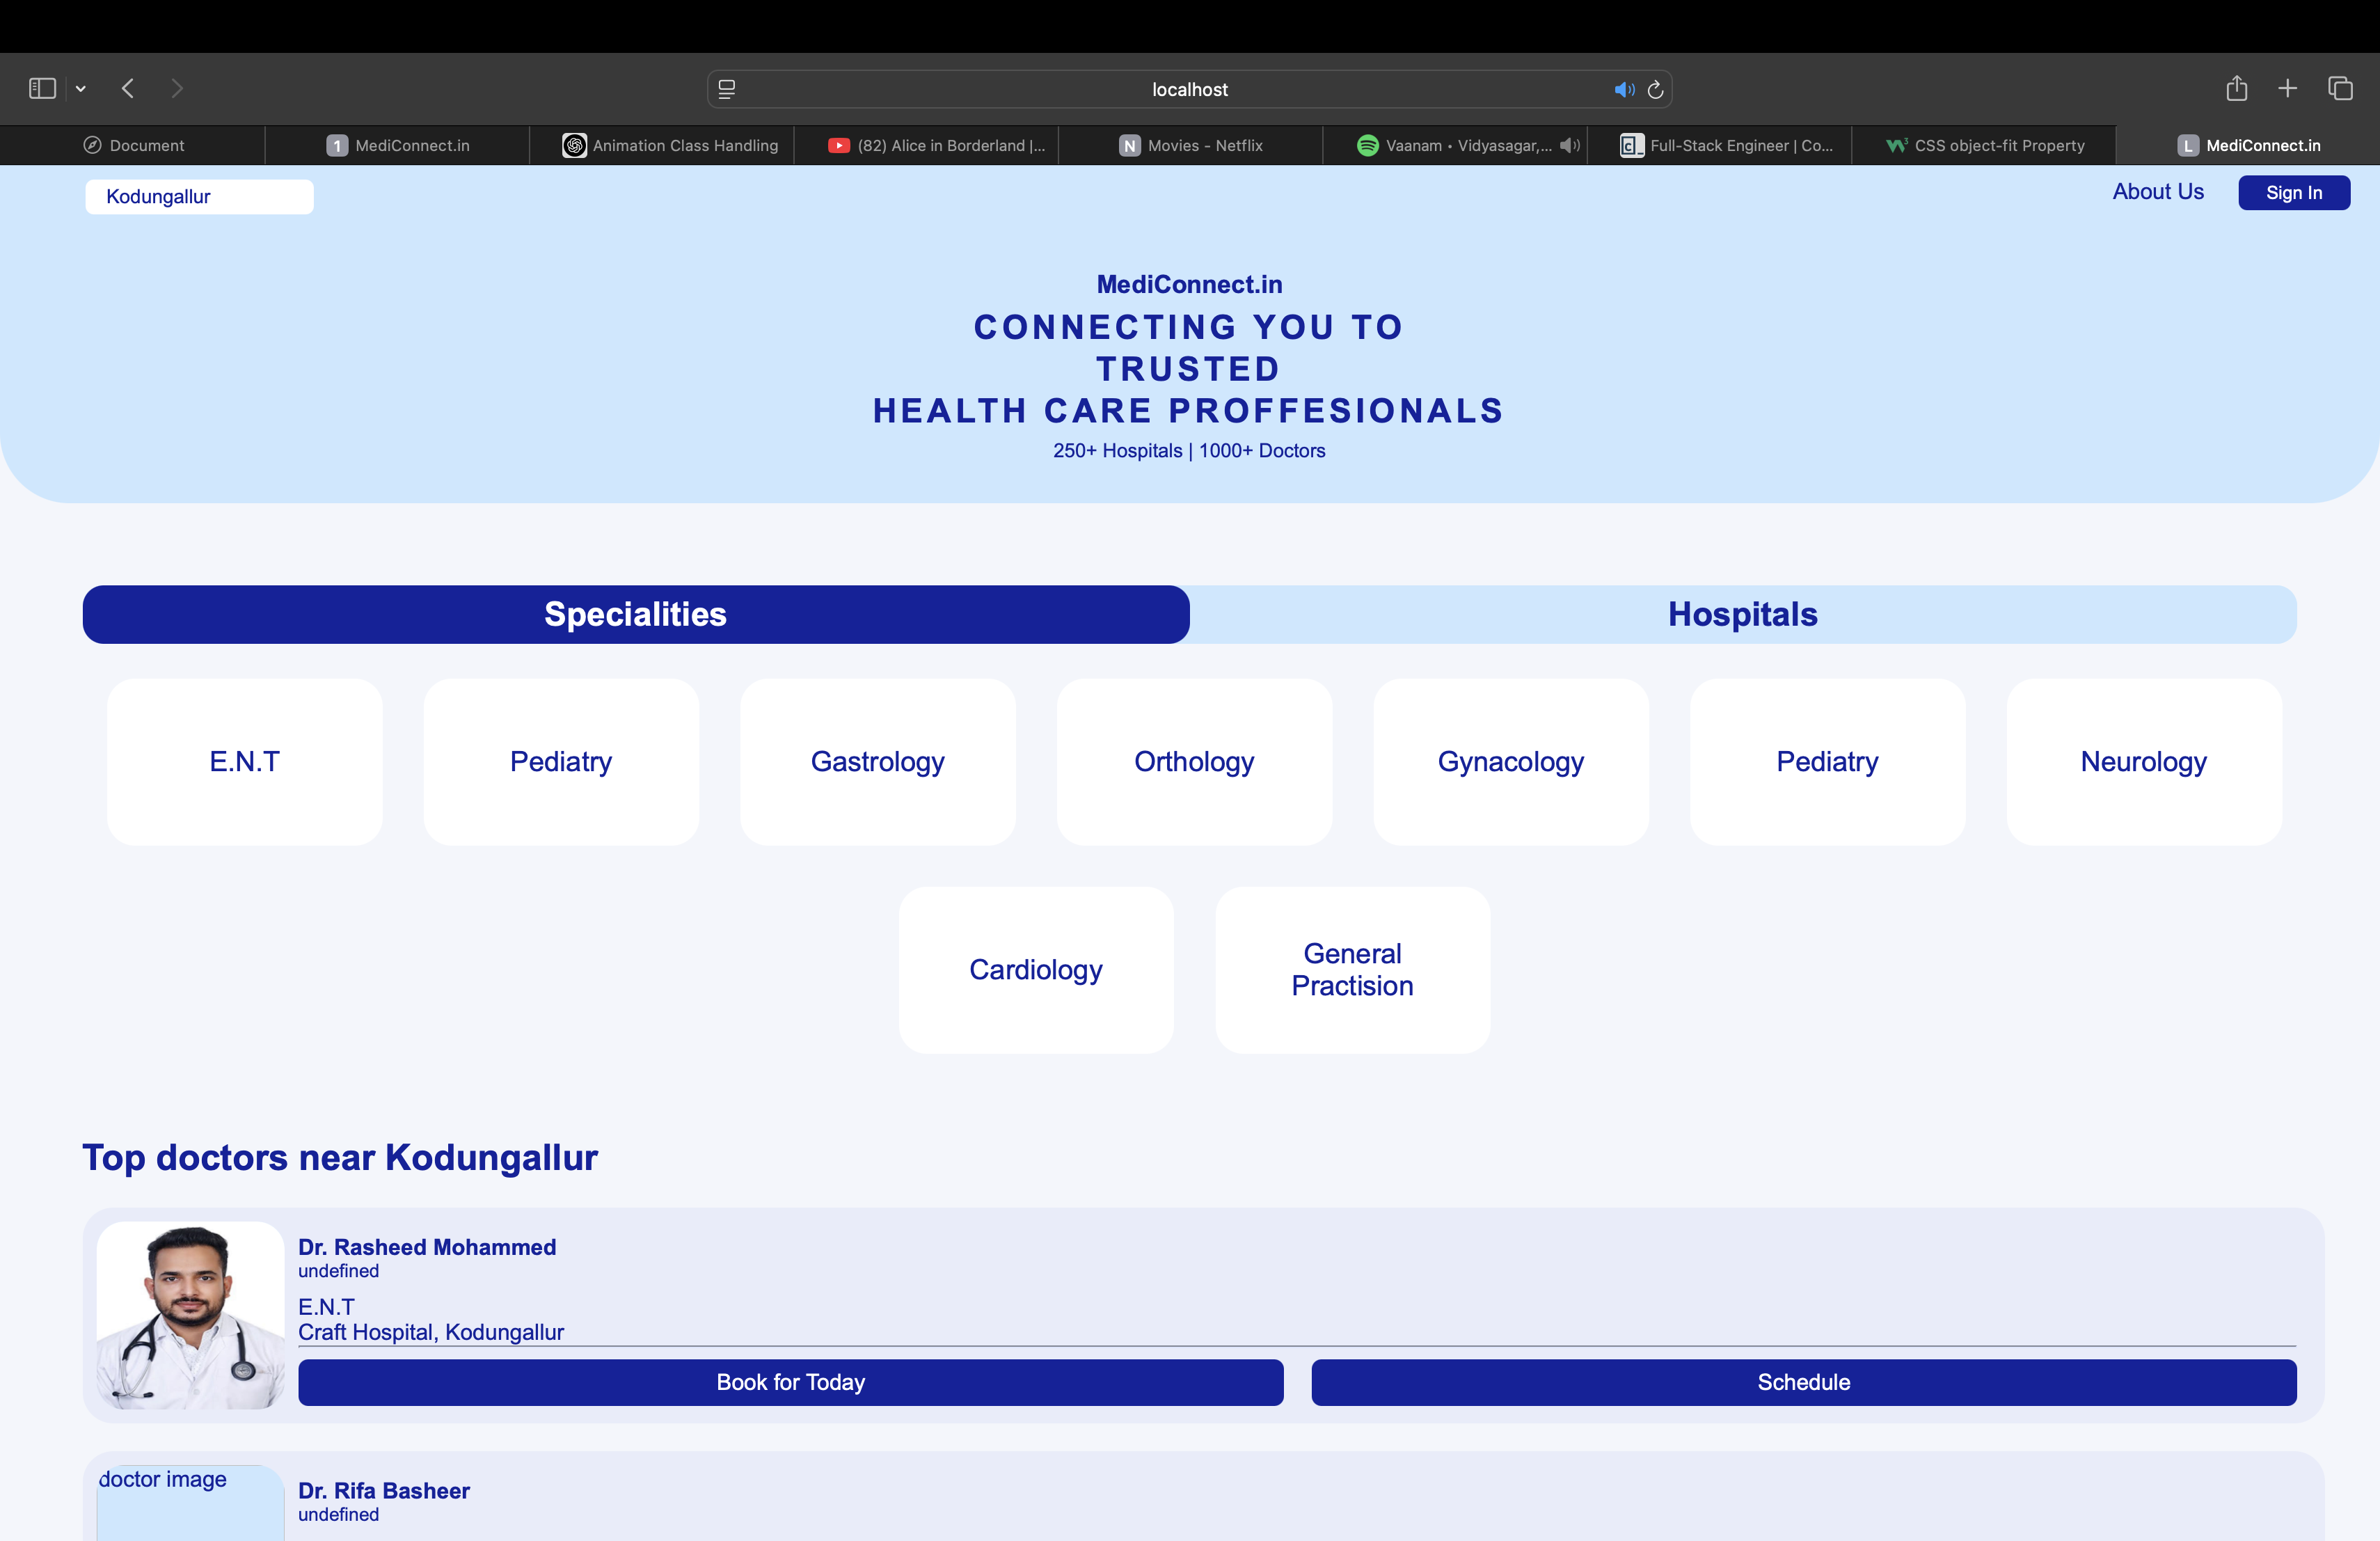 localhost
Document
1 MediConnect.in
Animation Class Handling
(82) Alice in Borderland |...
N Movies - Netflix
Vaanam • Vidyasagar,...
Full-Stack Engineer | Co...
CSS object-fit Property
L MediConnect.in
Kodungallur
About Us
Sign In
MediConnect.in
CONNECTING YOU TO
TRUSTED
HEALTH CARE PROFFESIONALS
250+ Hospitals | 1000+ Doctors
Specialities
Hospitals
E.N.T
Pediatry
Gastrology
Orthology
Gynacology
Pediatry
Neurology
Cardiology
General
Practision
Top doctors near Kodungallur
Dr. Rasheed Mohammed
undefined
E.N.T
Craft Hospital, Kodungallur
Book for Today
Schedule
doctor image
Dr. Rifa Basheer
undefined